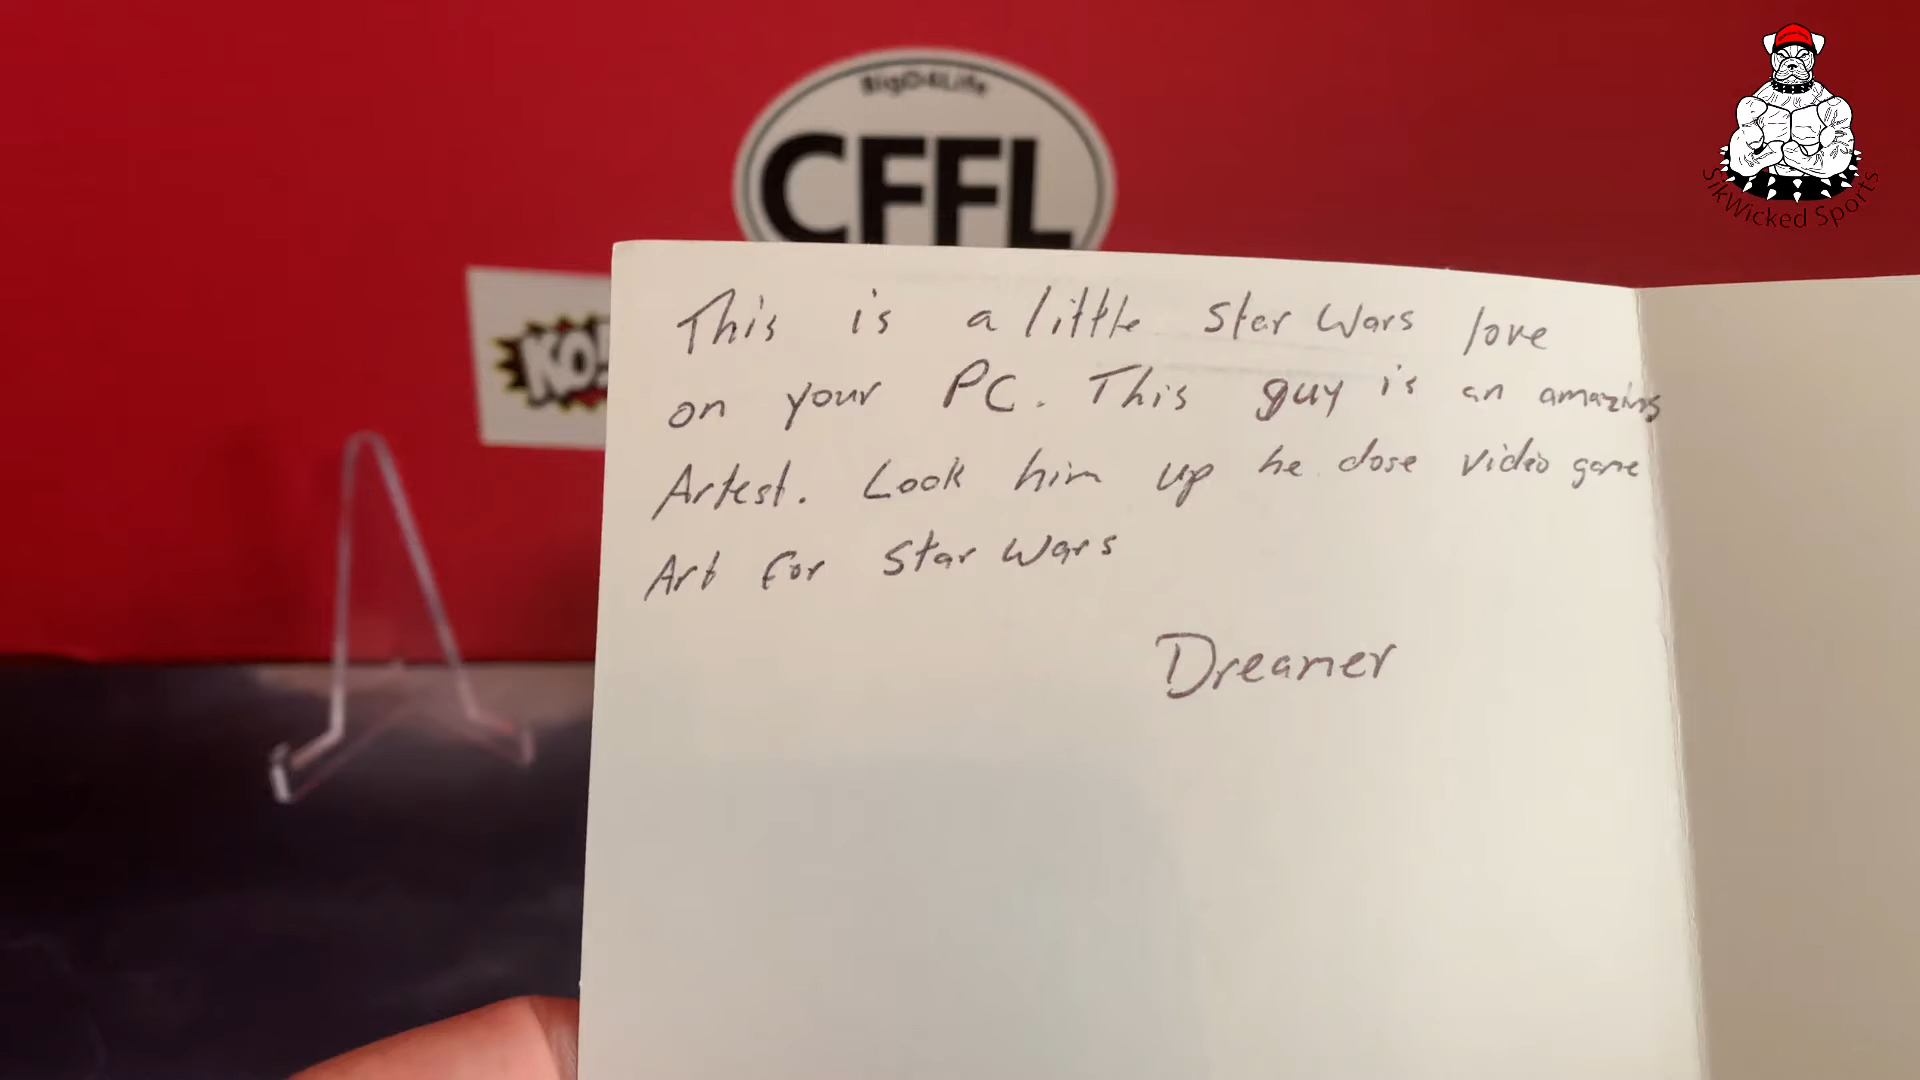 BigD4Life
CFFL
KO!
SikWicked Sports
This is a little Star Wars love
on your PC. This guy is an amazing
Artest. Look him up he dose video game
Art for Star Wars
Dreamer